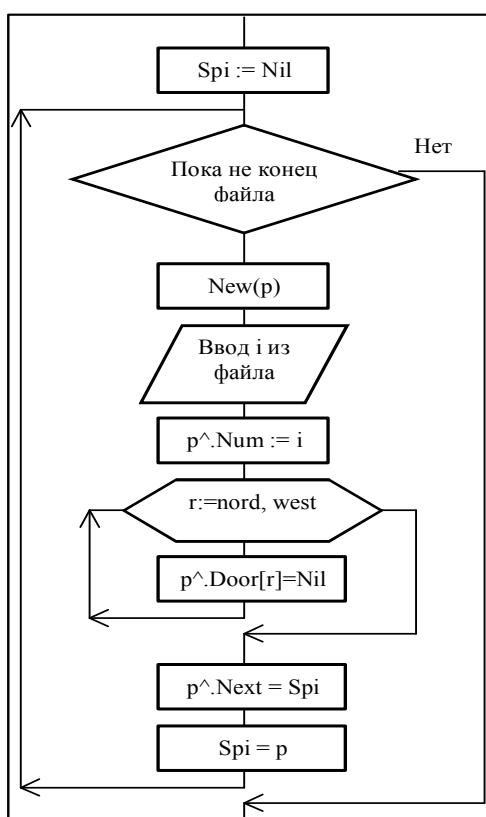 Spi := Nil
Нет
Пока не конец
файла
New(p)
Ввод i из
файла
p^.Num := i
r:=nord, west
p^.Door[r]=Nil
p^.Next = Spi
Spi = p